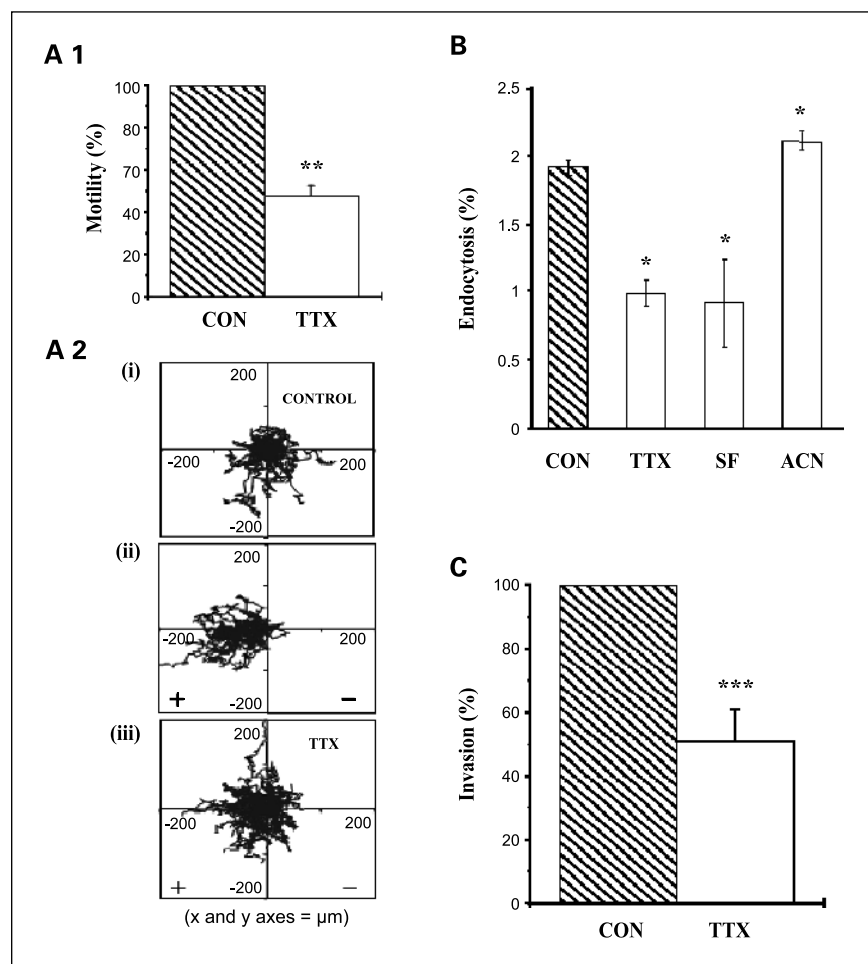 A 1
Motility (%)
100
80
70
40
20
0
**
CON TTX
A 2
(i)
200
CONTROL
-200 200
-200
(ii)
200
-200 200
+ -200 −
(iii)
200
TTX
-200 200
+ -200 −
(x and y axes = µm)
B
Endocytosis (%)
2.5
2
1.5
1
0.5
0
*
*
*
CON TTX SF ACN
C
Invasion (%)
100
80
60
40
20
0
***
CON TTX